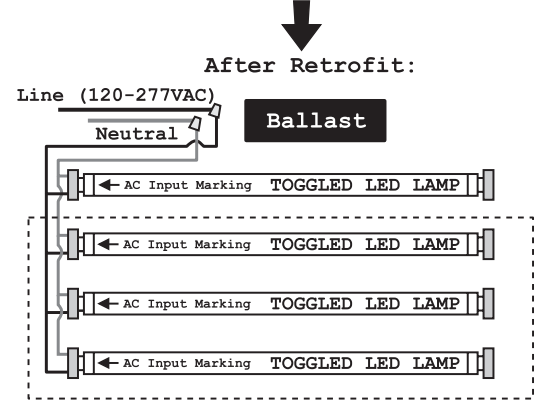 After Retrofit:
Line (120-277VAC)
Ballast
Neutral
AC Input Marking TOGGLED LED LAMP
AC Input Marking TOGGLED LED LAMP
AC Input Marking TOGGLED LED LAMP
AC Input Marking TOGGLED LED LAMP